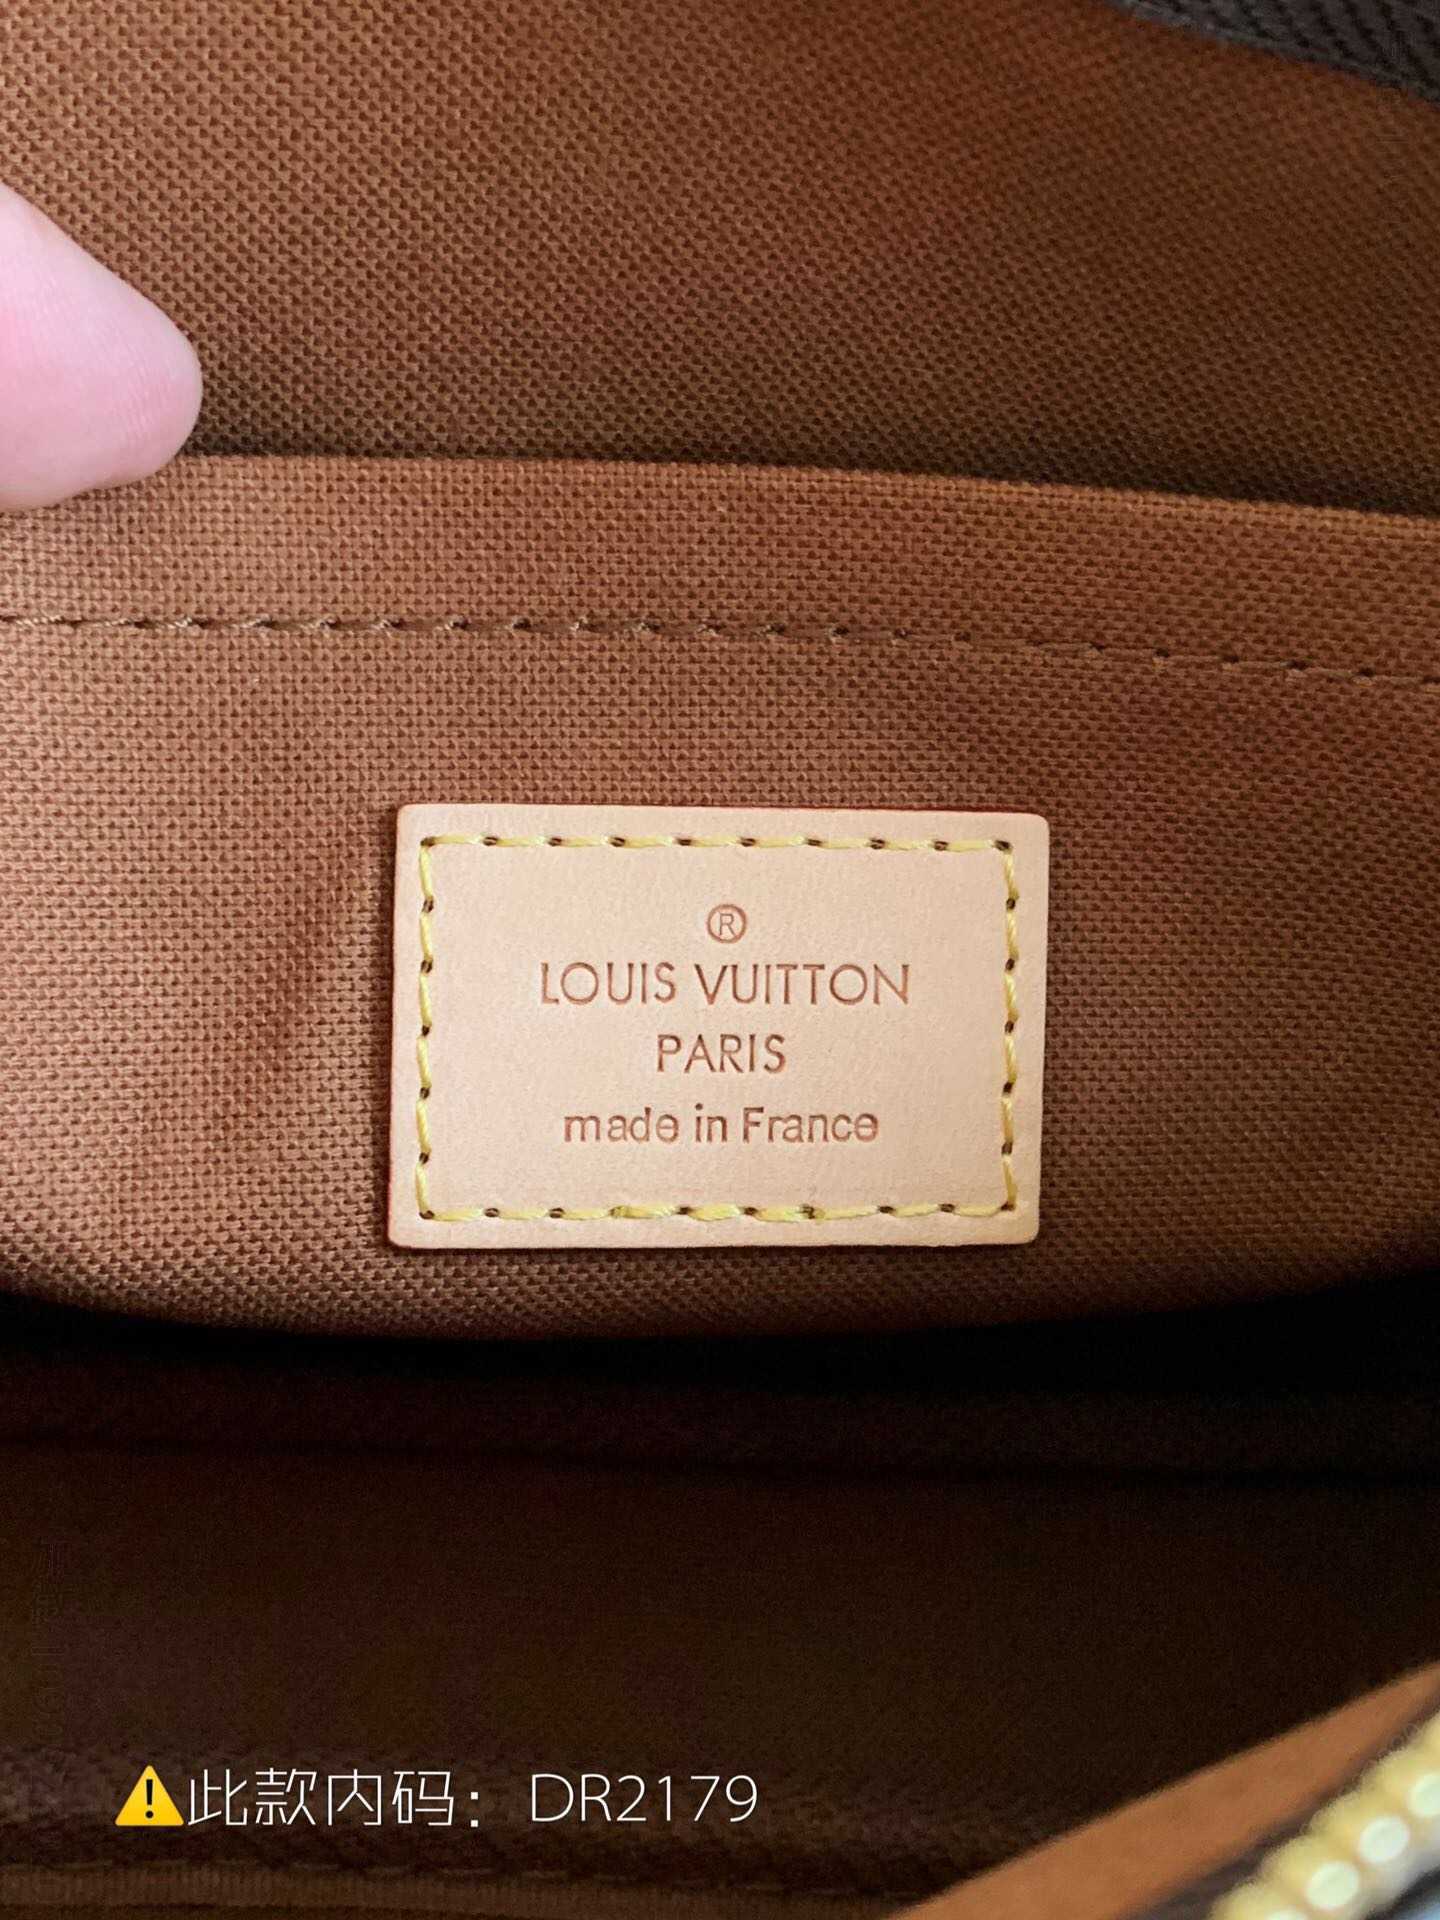 ®
LOUIS VUITTON
PARIS
made in France
⚠️此款内码：DR2179